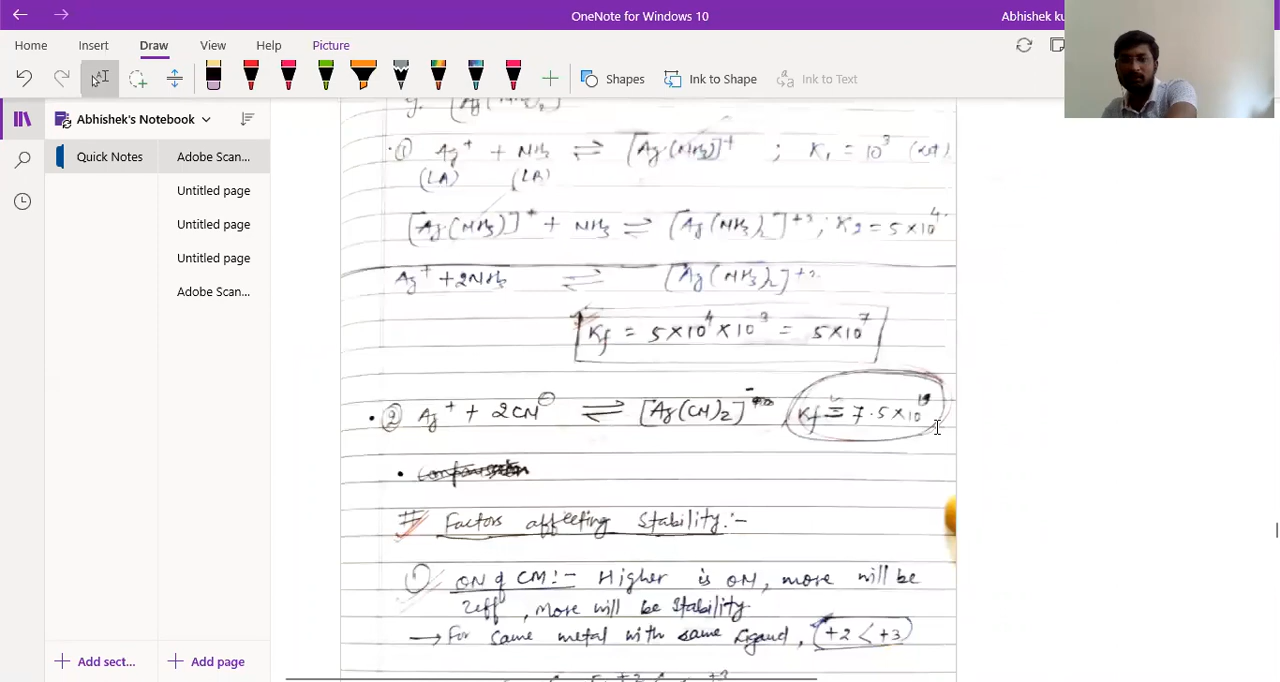 OneNote for Windows 10
Abhishek ku
Home Insert Draw View Help Picture
Shapes Ink to Shape Ink to Text
Abhishek's Notebook
Quick Notes
Adobe Scan...
Untitled page
Untitled page
Untitled page
Adobe Scan...
① Ag⁺ + NH₃ ⇌ [Ag(NH₃)]⁺ ; K₁ = 10³
(LA)
[Ag(NH₃)]⁺ + NH₃ ⇌ [Ag(NH₃)₂] ; K₂ = 5×10⁴
Ag⁺ + 2NH₃ ⇌ [Ag(NH₃)₂]
Kf = 5×10⁴×10³ = 5×10⁷
② Ag⁺ + 2CN⊖ ⇌ [Ag(CN)₂]⁻ , Kf = 7.5×10
# Factors affecting Stability:-
① ON of CM:- Higher is ON, more will be
Zeff, more will be Stability
→ For same metal with same ligand, +2 < +3
Add sect... Add page